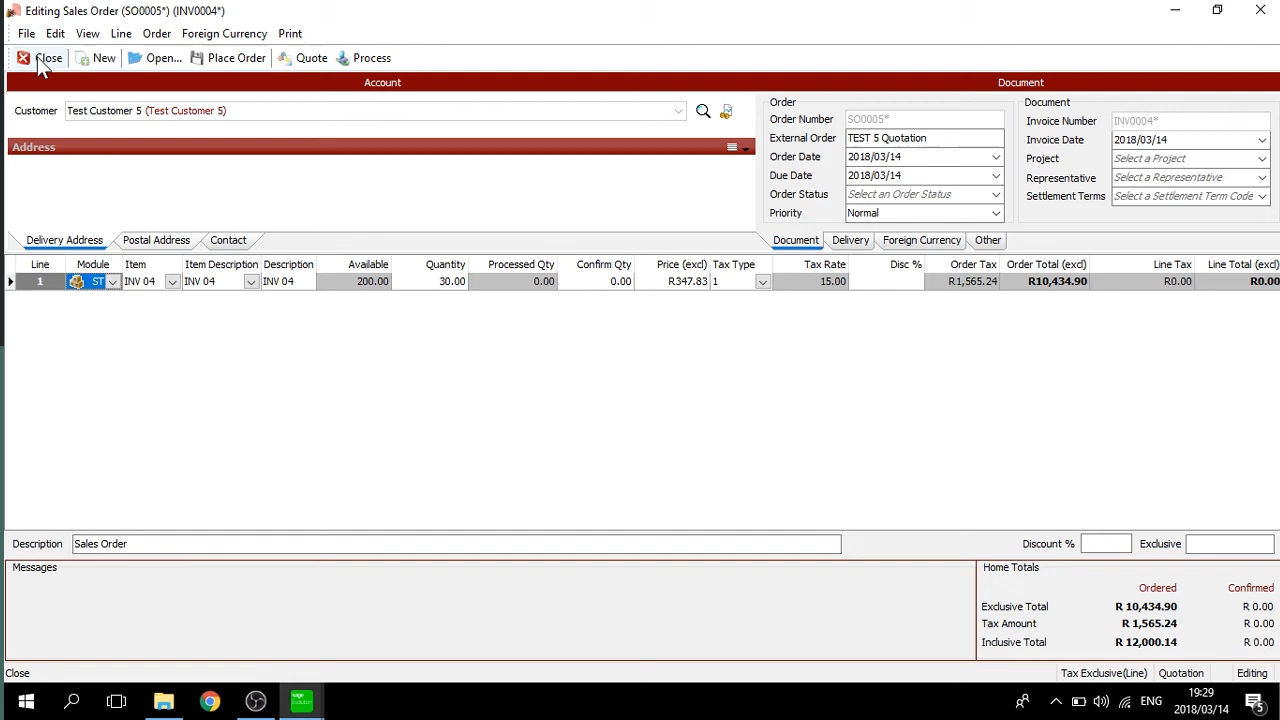 Editing Sales Order (SO0005*) (INV0004*)
File Edit View Line Order Foreign Currency Print
Close New Open... Place Order Quote Process
Account
Document
Customer Test Customer 5 (Test Customer 5)
Address
Delivery Address Postal Address Contact
Order
Order Number SO0005*
External Order TEST 5 Quotation
Order Date 2018/03/14
Due Date 2018/03/14
Order Status Select an Order Status
Priority Normal
Document
Invoice Number INV0004*
Invoice Date 2018/03/14
Project Select a Project
Representative Select a Representative
Settlement Terms Select a Settlement Term Code
Document Delivery Foreign Currency Other
Line Module Item Item Description Description Available Quantity Processed Qty Confirm Qty Price (excl) Tax Type Tax Rate Disc % Order Tax Order Total (excl) Line Tax Line Total (excl)
1 ST INV 04 INV 04 INV 04 200.00 30.00 0.00 0.00 R347.83 1 15.00 R1,565.24 R10,434.90 R0.00 R0.00
Description Sales Order Discount % Exclusive
Messages
Home Totals
Ordered Confirmed
Exclusive Total R 10,434.90 R 0.00
Tax Amount R 1,565.24 R 0.00
Inclusive Total R 12,000.14 R 0.00
Close Tax Exclusive(Line) Quotation Editing
ENG
19:29
2018/03/14
5